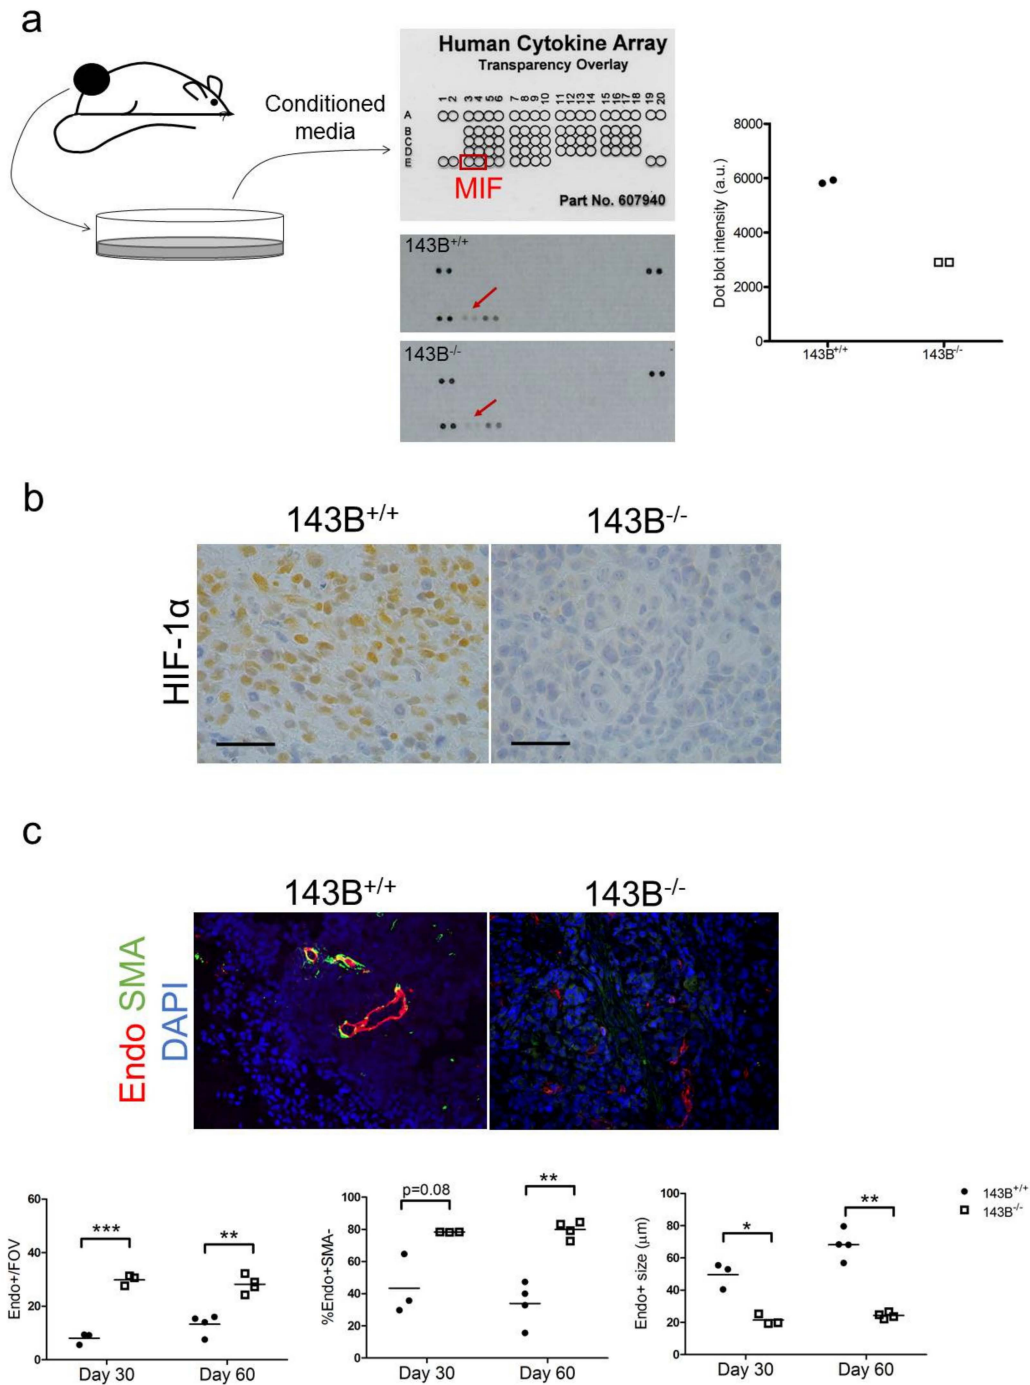 a
Conditioned
media
Human Cytokine Array
Transparency Overlay
1 2 3 4 5 6 7 8 9 10 11 12 13 14 15 16 17 18 19 20
A
B
C
D
E
MIF
Part No. 607940
143B+/+
143B-/-
Dot blot intensity (a.u.)
8000
6000
4000
2000
0
143B+/+ 143B-/-
b
143B+/+ 143B-/-
HIF-1α
c
143B+/+ 143B-/-
Endo SMA
DAPI
Endo+/FOV
60
40
20
0
***
**
Day 30 Day 60
%Endo+SMA-
100
80
60
40
20
0
p=0.08
**
Day 30 Day 60
Endo+ size (μm)
100
80
60
40
20
0
*
**
Day 30 Day 60
143B+/+
143B-/-